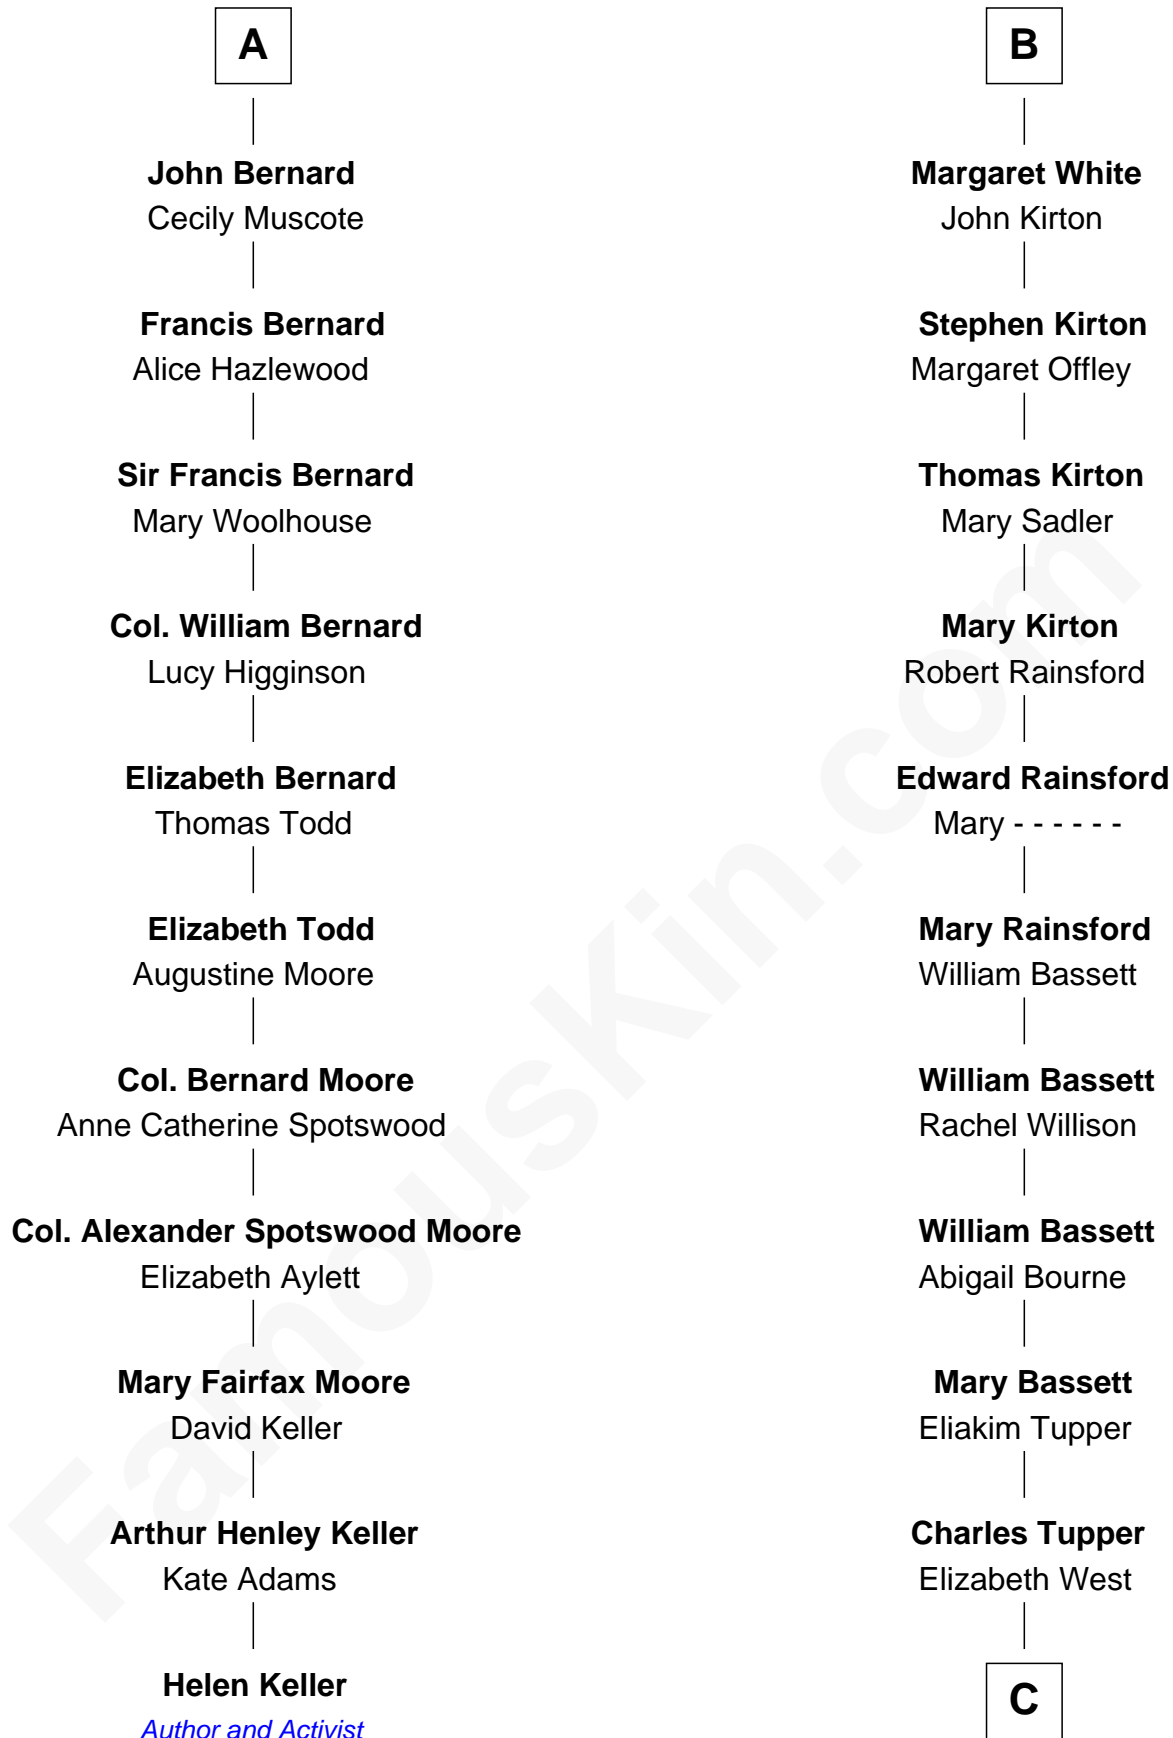 A
John Bernard
Cecily Muscote
Francis Bernard
Alice Hazlewood
Sir Francis Bernard
Mary Woolhouse
Col. William Bernard
Lucy Higginson
Elizabeth Bernard
Thomas Todd
Elizabeth Todd
Augustine Moore
Col. Bernard Moore
Anne Catherine Spotswood
Col. Alexander Spotswood Moore
Elizabeth Aylett
Mary Fairfax Moore
David Keller
Arthur Henley Keller
Kate Adams
Helen Keller
Author and Activist
B
Margaret White
John Kirton
Stephen Kirton
Margaret Offley
Thomas Kirton
Mary Sadler
Mary Kirton
Robert Rainsford
Edward Rainsford
Mary - - - - - -
Mary Rainsford
William Bassett
William Bassett
Rachel Willison
William Bassett
Abigail Bourne
Mary Bassett
Eliakim Tupper
Charles Tupper
Elizabeth West
C
FamousKin.com